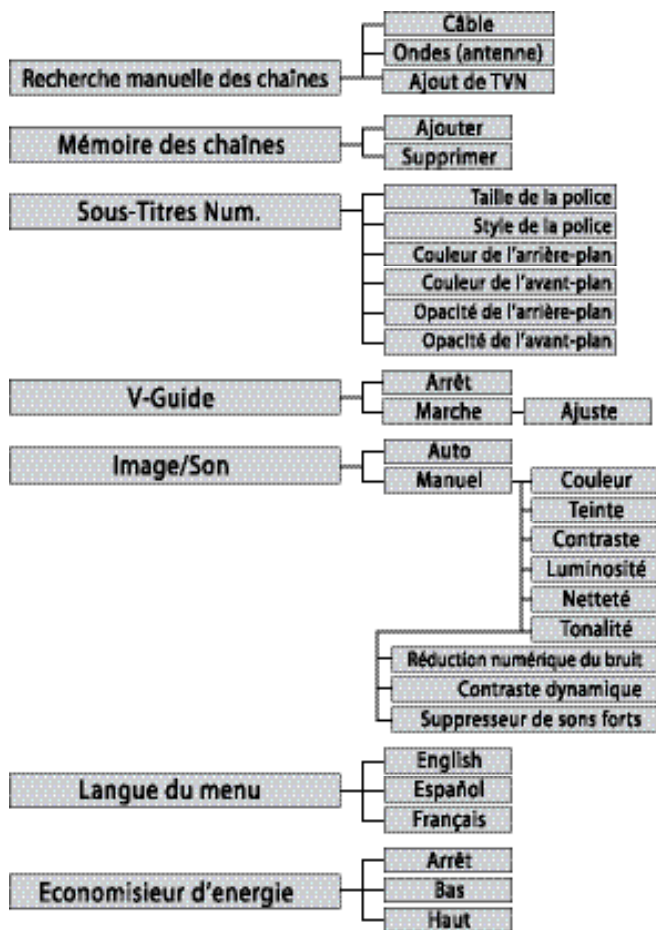 Câble
Ondes (antenne)
Recherche manuelle des chaînes
Ajout de TVN
Ajouter
Mémoire des chaînes
Supprimer
Sous-Titres Num.
Taille de la police
Style de la police
Couleur de l'arrière-plan
Couleur de l'avant-plan
Opacité de l'arrière-plan
Opacité de l'avant-plan
V-Guide
Arrêt
Marche
Ajuste
Image/Son
Auto
Manuel
Couleur
Teinte
Contraste
Luminosité
Netteté
Tonalité
Réduction numérique du bruit
Contraste dynamique
Suppresseur de sons forts
Langue du menu
English
Español
Français
Economisieur d'energie
Arrêt
Bas
Haut